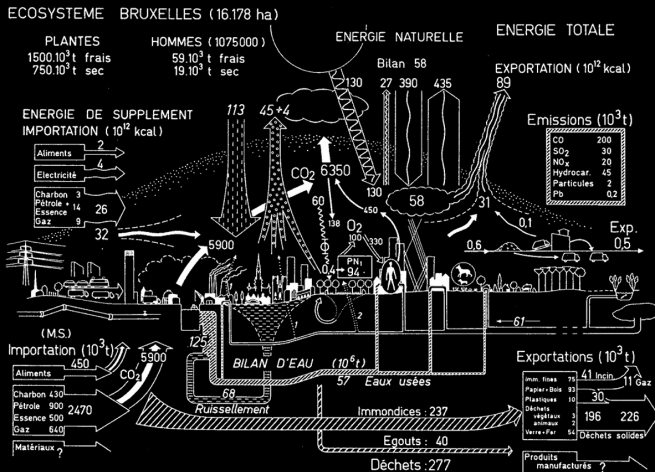 ECOSYSTEME BRUXELLES (16.178 ha)
PLANTES
1500.10³t frais
750.10³t sec
HOMMES (1075000)
59.10³t frais
19.10³t sec
ENERGIE NATURELLE
Bilan 58
130
27
390
435
ENERGIE TOTALE
EXPORTATION (10¹² kcal)
89
ENERGIE DE SUPPLEMENT
IMPORTATION (10¹² kcal)
Aliments
2
Electricité
4
Charbon 3
Pétrole + 14
Essence
Gaz 9
26
32
113
45+4
CO₂
6350
5900
60
138
450
130
58
31
0,1
O₂
100
330
0,4
PN₁
94
Emissions (10³t)
CO 200
SO₂ 30
NOₓ 20
Hydrocar. 45
Particules 2
Pb 0,2
0,6
Exp.
0,5
(M.S.)
Importation (10³t)
450
Aliments
CO₂
5900
Charbon 430
Pétrole 900
Essence 500
Gaz 640
2470
Matériaux ?
125
1
2
BILAN D'EAU (10⁶t)
57
Eaux usées
61
68
Ruissellement
Immondices : 237
Egouts : 40
Déchets : 277
Exportations (10³t)
Imm. fines 75
Papier+Bois 93
Plastiques 10
Déchets
végétaux 3
animaux 2
Verre+Fer 54
41 Incin.
11 Gaz
30
196
226
Déchets solides
Produits
manufacturés ?